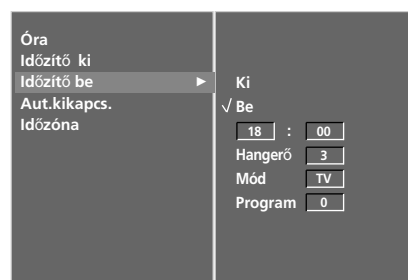 Óra
Időzítő ki
Időzítő be ►
Aut.kikapcs.
Időzóna
Ki
√ Be
18 : 00
Hangerő 3
Mód TV
Program 0